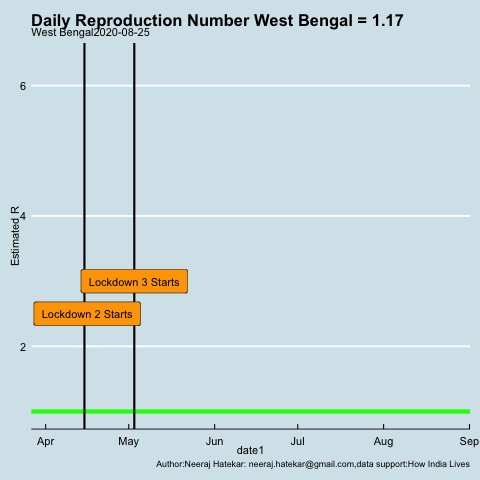 Daily Reproduction Number West Bengal = 1.17
West Bengal2020-08-25
6
4
2
Estimated R
Lockdown 3 Starts
Lockdown 2 Starts
Apr May Jun Jul Aug Sep
date1
Author:Neeraj Hatekar: neeraj.hatekar@gmail.com,data support:How India Lives